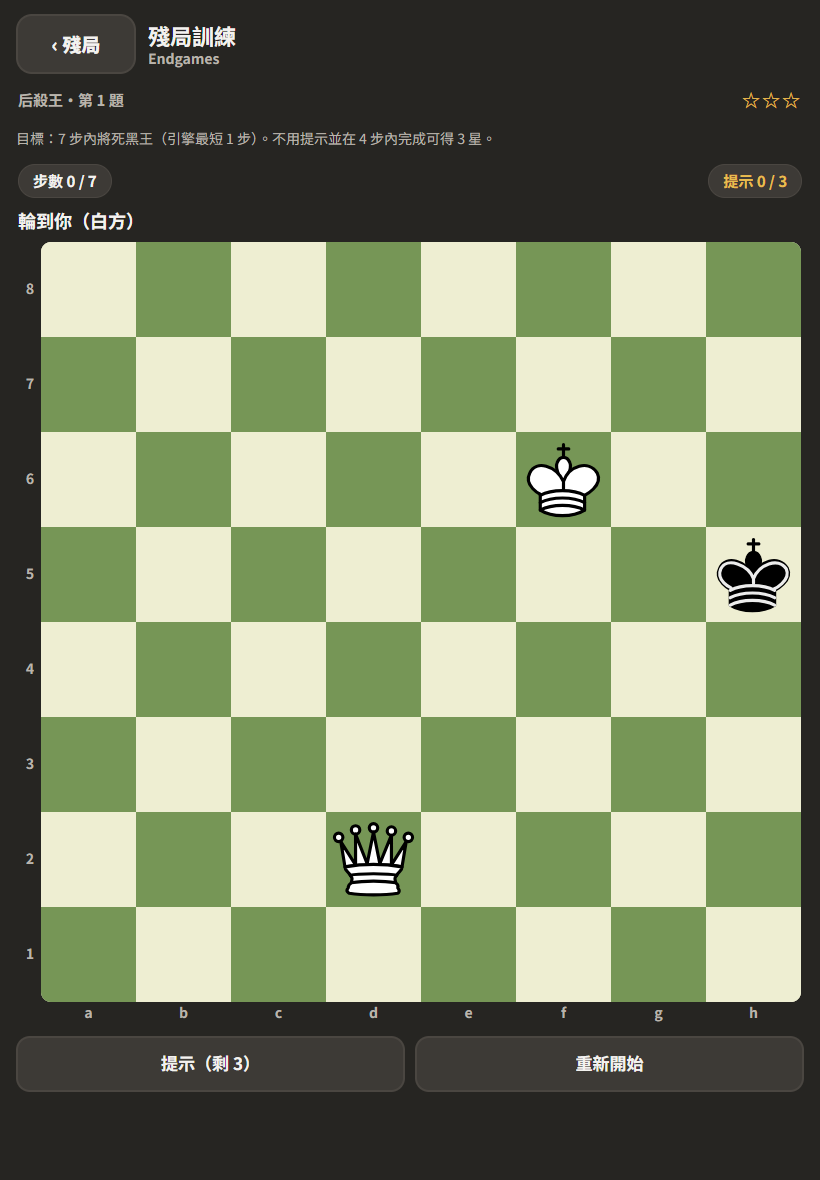 ‹ 殘局
殘局訓練
Endgames
后殺王・第 1 題
☆☆☆
目標：7 步內將死黑王（引擎最短 1 步）。不用提示並在 4 步內完成可得 3 星。
步數 0 / 7
提示 0 / 3
輪到你（白方）
8
7
6
5
4
3
2
1
a b c d e f g h
提示（剩 3）
重新開始